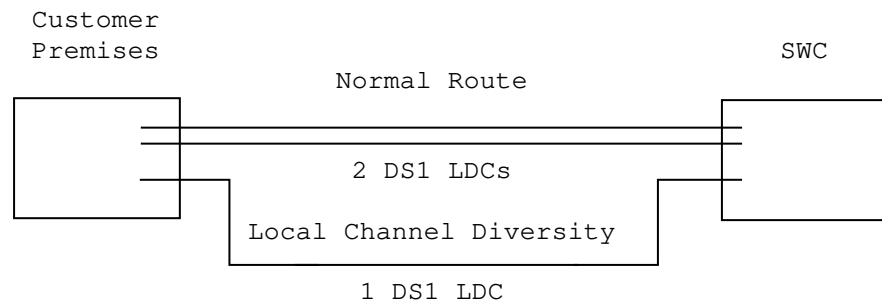 Customer
Premises
SWC
Normal Route
2 DS1 LDCs
Local Channel Diversity
1 DS1 LDC